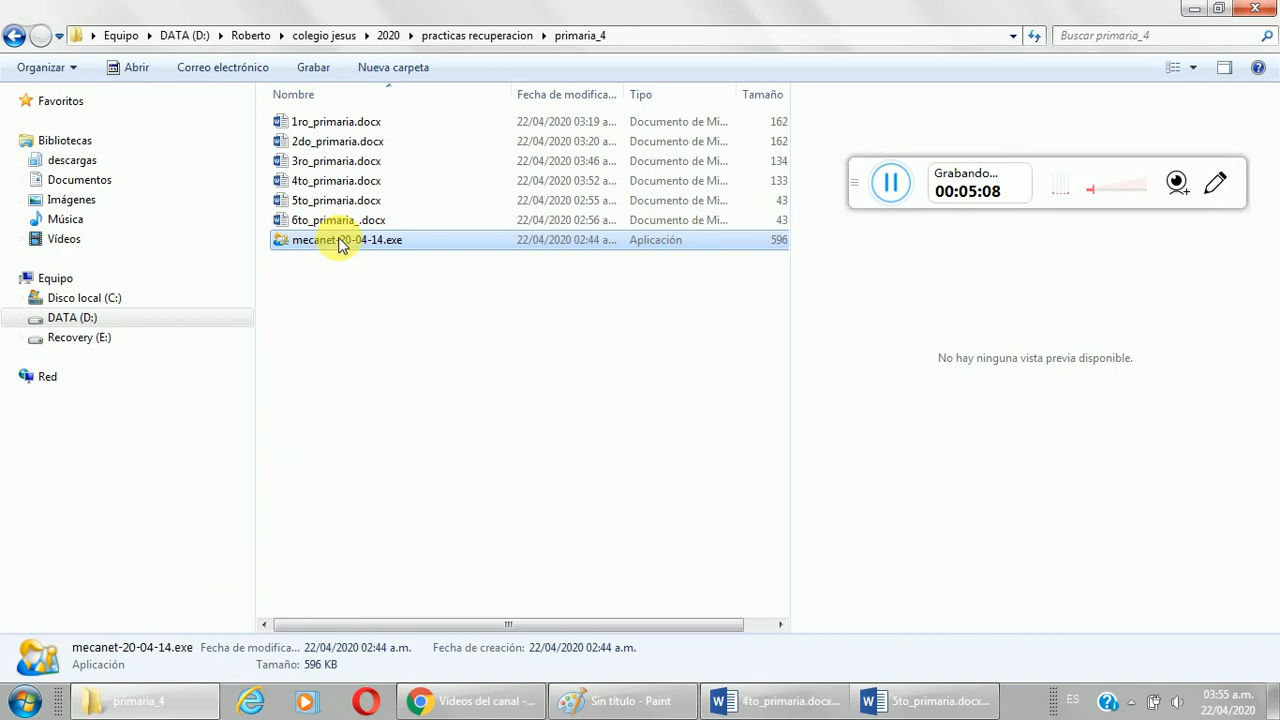 Equipo DATA (D:) Roberto colegio jesus 2020 practicas recuperacion primaria_4
Buscar primaria_4
Organizar Abrir Correo electrónico Grabar Nueva carpeta
Nombre Fecha de modifica... Tipo Tamaño
1ro_primaria.docx 22/04/2020 03:19 a... Documento de Mi... 162
2do_primaria.docx 22/04/2020 03:20 a... Documento de Mi... 162
3ro_primaria.docx 22/04/2020 03:46 a... Documento de Mi... 134
4to_primaria.docx 22/04/2020 03:52 a... Documento de Mi... 133
5to_primaria.docx 22/04/2020 02:55 a... Documento de Mi... 43
6to_primaria_.docx 22/04/2020 02:56 a... Documento de Mi... 43
mecanet-20-04-14.exe 22/04/2020 02:44 a... Aplicación 596
Favoritos
Bibliotecas
descargas
Documentos
Imágenes
Música
Vídeos
Equipo
Disco local (C:)
DATA (D:)
Recovery (E:)
Red
Grabando...
00:05:08
No hay ninguna vista previa disponible.
mecanet-20-04-14.exe Fecha de modifica... 22/04/2020 02:44 a.m. Fecha de creación: 22/04/2020 02:44 a.m.
Aplicación Tamaño: 596 KB
primaria_4 Vídeos del canal -... Sin título - Paint 4to_primaria.docx... 5to_primaria.docx... ES 03:55 a.m.
22/04/2020